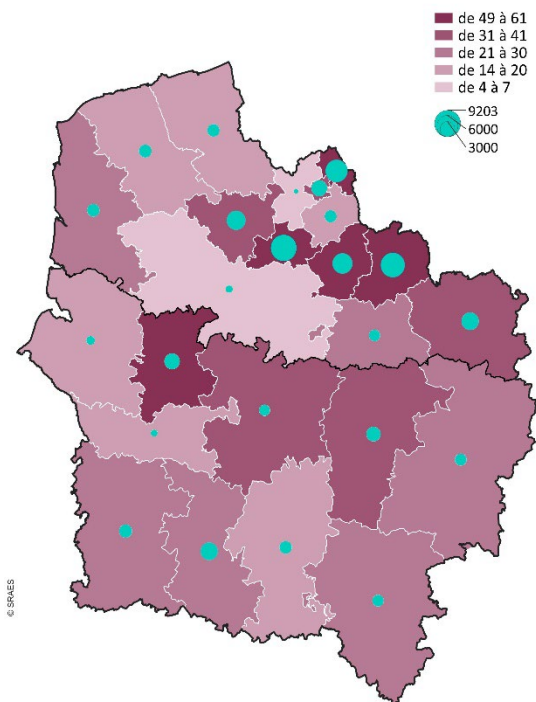 de 49 à 61
de 31 à 41
de 21 à 30
de 14 à 20
de 4 à 7
9203
6000
3000
© SRAES